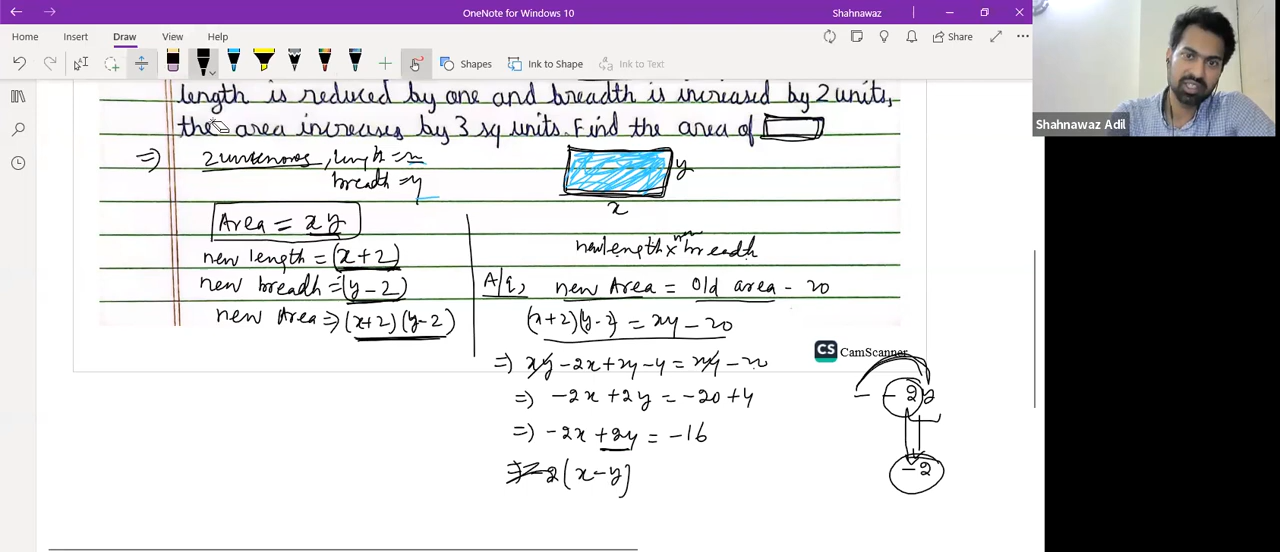 OneNote for Windows 10
Shahnawaz
Home Insert Draw View Help
Share
Shapes
Ink to Shape
Ink to Text
length is reduced by one and breadth is increased by 2 units,
the area increases by 3 sq units. Find the area of
=) 2 unknowns, length = x
breadth = y
y
x
Area = xy
new length = (x+2)
new breadth = (y-2)
new Area => (x+2)(y-2)
new length x new breadth
A/q, new Area = Old area - 20
(x+2)(y-2) = xy - 20
=) xy - 2x + 2y - 4 = xy - 20
=) -2x + 2y = -20 + 4
=) -2x + 2y = -16
=) -2(x-y)
- - 2y
-2
CS CamScanner
Shahnawaz Adil